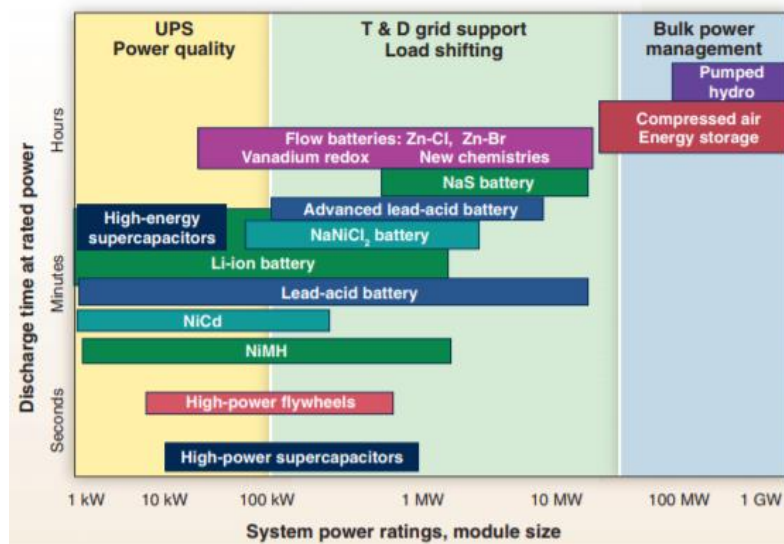 UPS
Power quality
T & D grid support
Load shifting
Bulk power
management
Pumped
hydro
Compressed air
Energy storage
Flow batteries: Zn-Cl, Zn-Br
Vanadium redox New chemistries
NaS battery
High-energy
supercapacitors
Advanced lead-acid battery
NaNiCl₂ battery
Li-ion battery
Lead-acid battery
NiCd
NiMH
High-power flywheels
High-power supercapacitors
Discharge time at rated power
Hours
Minutes
Seconds
1 kW 10 kW 100 kW 1 MW 10 MW 100 MW 1 GW
System power ratings, module size